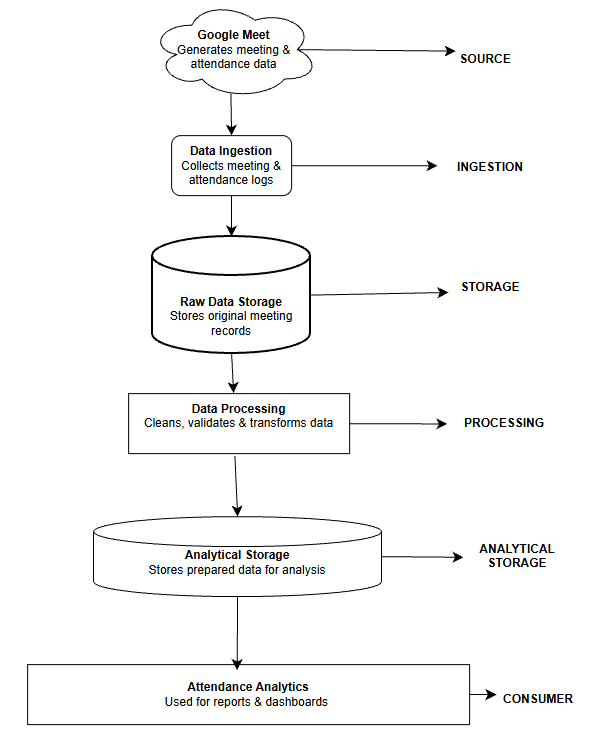 Google Meet
Generates meeting &
attendance data
SOURCE
Data Ingestion
Collects meeting &
attendance logs
INGESTION
Raw Data Storage
Stores original meeting
records
STORAGE
Data Processing
Cleans, validates & transforms data
PROCESSING
Analytical Storage
Stores prepared data for analysis
ANALYTICAL
STORAGE
Attendance Analytics
Used for reports & dashboards
CONSUMER